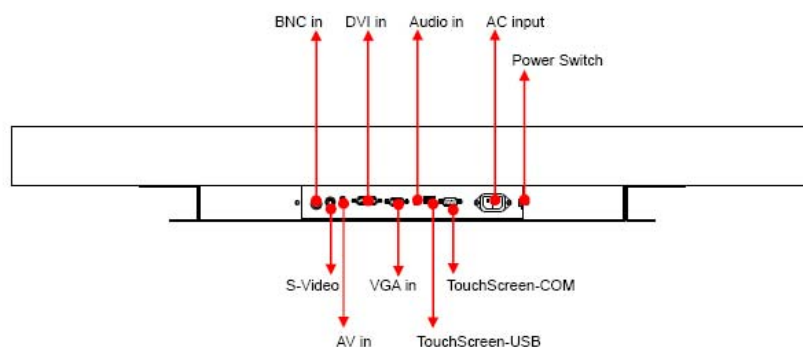 BNC in DVI in Audio in AC input
Power Switch
S-Video VGA in TouchScreen-COM
AV in TouchScreen-USB